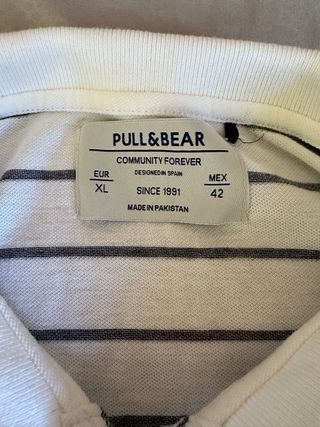 PULL&BEAR
COMMUNITY FOREVER
DESIGNED IN SPAIN
EUR
XL
MEX
42
SINCE 1991
MADE IN PAKISTAN